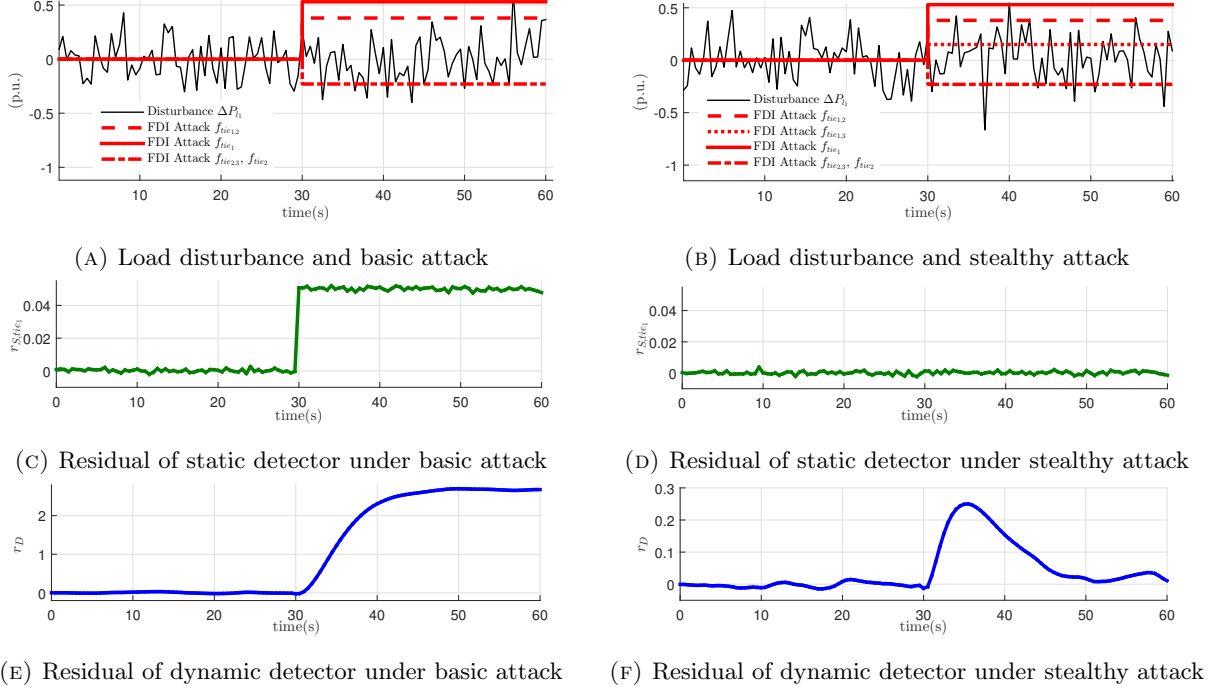 0.5
0
-0.5
-1
(p.u.)
Disturbance ΔP_{l_1}
FDI Attack f_{tie_{1,2}}
FDI Attack f_{tie_1}
FDI Attack f_{tie_{2,3}}, f_{tie_2}
10 20 30 40 50 60
time(s)
(A) Load disturbance and basic attack
0.5
0
-0.5
-1
(p.u.)
Disturbance ΔP_{l_1}
FDI Attack f_{tie_{1,2}}
FDI Attack f_{tie_{1,3}}
FDI Attack f_{tie_1}
FDI Attack f_{tie_{2,3}}, f_{tie_2}
10 20 30 40 50 60
time(s)
(B) Load disturbance and stealthy attack
0.04
0.02
0
r_{S,tie_1}
0 10 20 30 40 50 60
time(s)
(C) Residual of static detector under basic attack
0.04
0.02
0
r_{S,tie_1}
0 10 20 30 40 50 60
time(s)
(D) Residual of static detector under stealthy attack
2
1
0
r_D
0 10 20 30 40 50 60
time(s)
(E) Residual of dynamic detector under basic attack
0.3
0.2
0.1
0
r_D
0 10 20 30 40 50 60
time(s)
(F) Residual of dynamic detector under stealthy attack